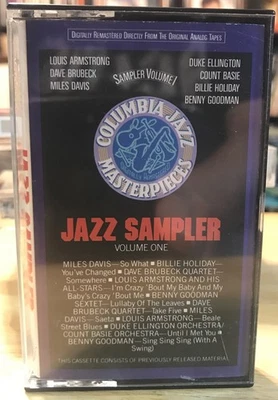 DIGITALLY REMASTERED DIRECTLY FROM THE ORIGINAL ANALOG TAPES
LOUIS ARMSTRONG
DAVE BRUBECK
MILES DAVIS
SAMPLER VOLUME I
DUKE ELLINGTON
COUNT BASIE
BILLIE HOLIDAY
BENNY GOODMAN
COLUMBIA JAZZ
MASTERPIECES
JAZZ SAMPLER
VOLUME ONE
MILES DAVIS—So What ■ BILLIE HOLIDAY—
You've Changed ■ DAVE BRUBECK QUARTET—
Somewhere ■ LOUIS ARMSTRONG AND HIS
ALL-STARS—I'm Crazy 'Bout My Baby And My
Baby's Crazy 'Bout Me ■ BENNY GOODMAN
SEXTET—Lullaby Of The Leaves ■ DAVE
BRUBECK QUARTET—Take Five ■ MILES
DAVIS—Saeta ■ LOUIS ARMSTRONG—Beale
Street Blues ■ DUKE ELLINGTON ORCHESTRA/
COUNT BASIE ORCHESTRA—Until I Met You ■
BENNY GOODMAN—Sing Sing Sing (With A
Swing)
THIS CASSETTE CONSISTS OF PREVIOUSLY RELEASED MATERIA
JAZZ SAMPLER